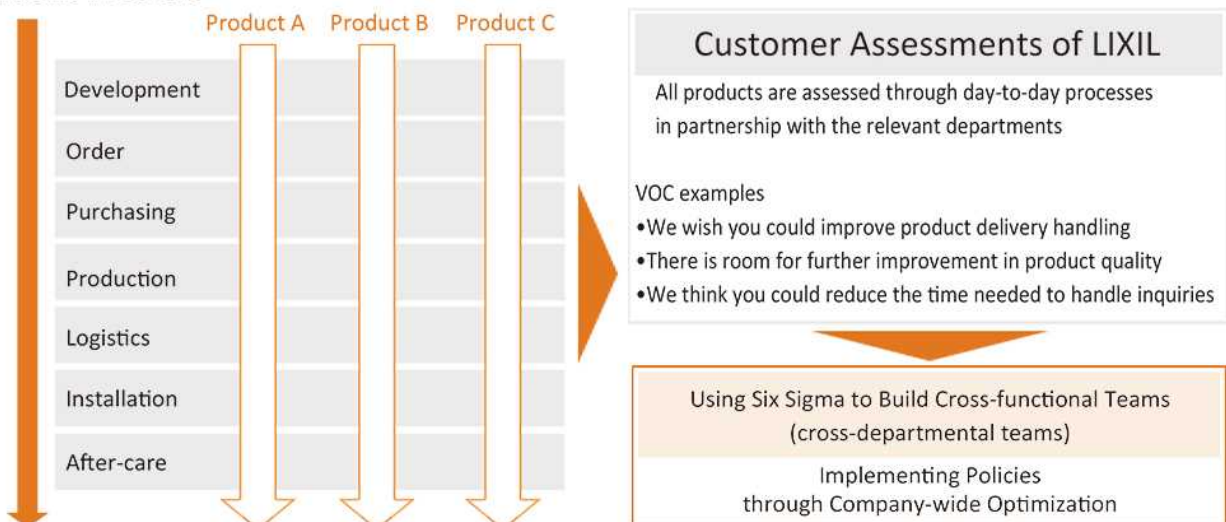 Product A Product B Product C
Development
Order
Purchasing
Production
Logistics
Installation
After-care
Customer Assessments of LIXIL
All products are assessed through day-to-day processes
in partnership with the relevant departments
VOC examples
•We wish you could improve product delivery handling
•There is room for further improvement in product quality
•We think you could reduce the time needed to handle inquiries
Using Six Sigma to Build Cross-functional Teams
(cross-departmental teams)
Implementing Policies
through Company-wide Optimization